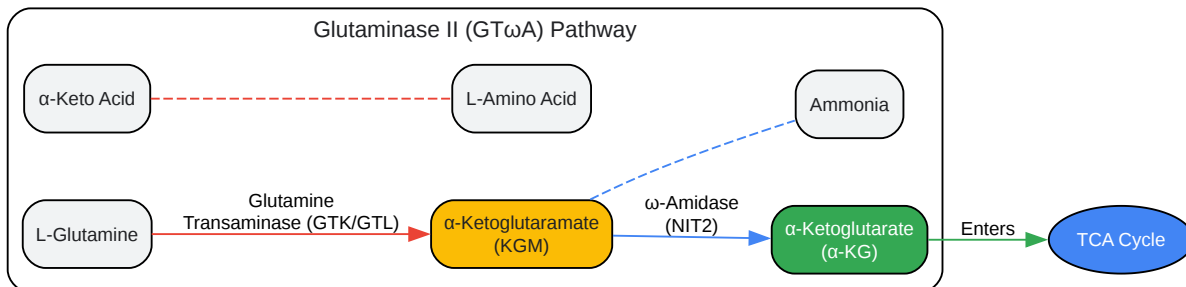 Glutaminase II (GTωA) Pathway
α-Keto Acid
L-Amino Acid
Ammonia
L-Glutamine
Glutamine
Transaminase (GTK/GTL)
α-Ketoglutaramate
(KGM)
ω-Amidase
(NIT2)
α-Ketoglutarate
(α-KG)
Enters
TCA Cycle